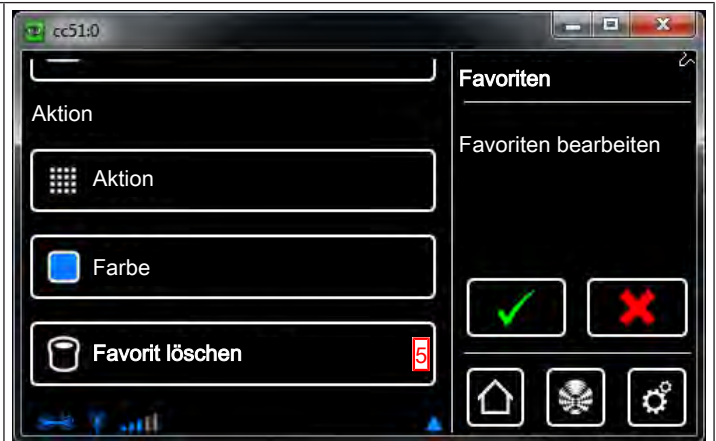 cc51:0
Favoriten
Aktion
Favoriten bearbeiten
Aktion
Farbe
Favorit löschen 5